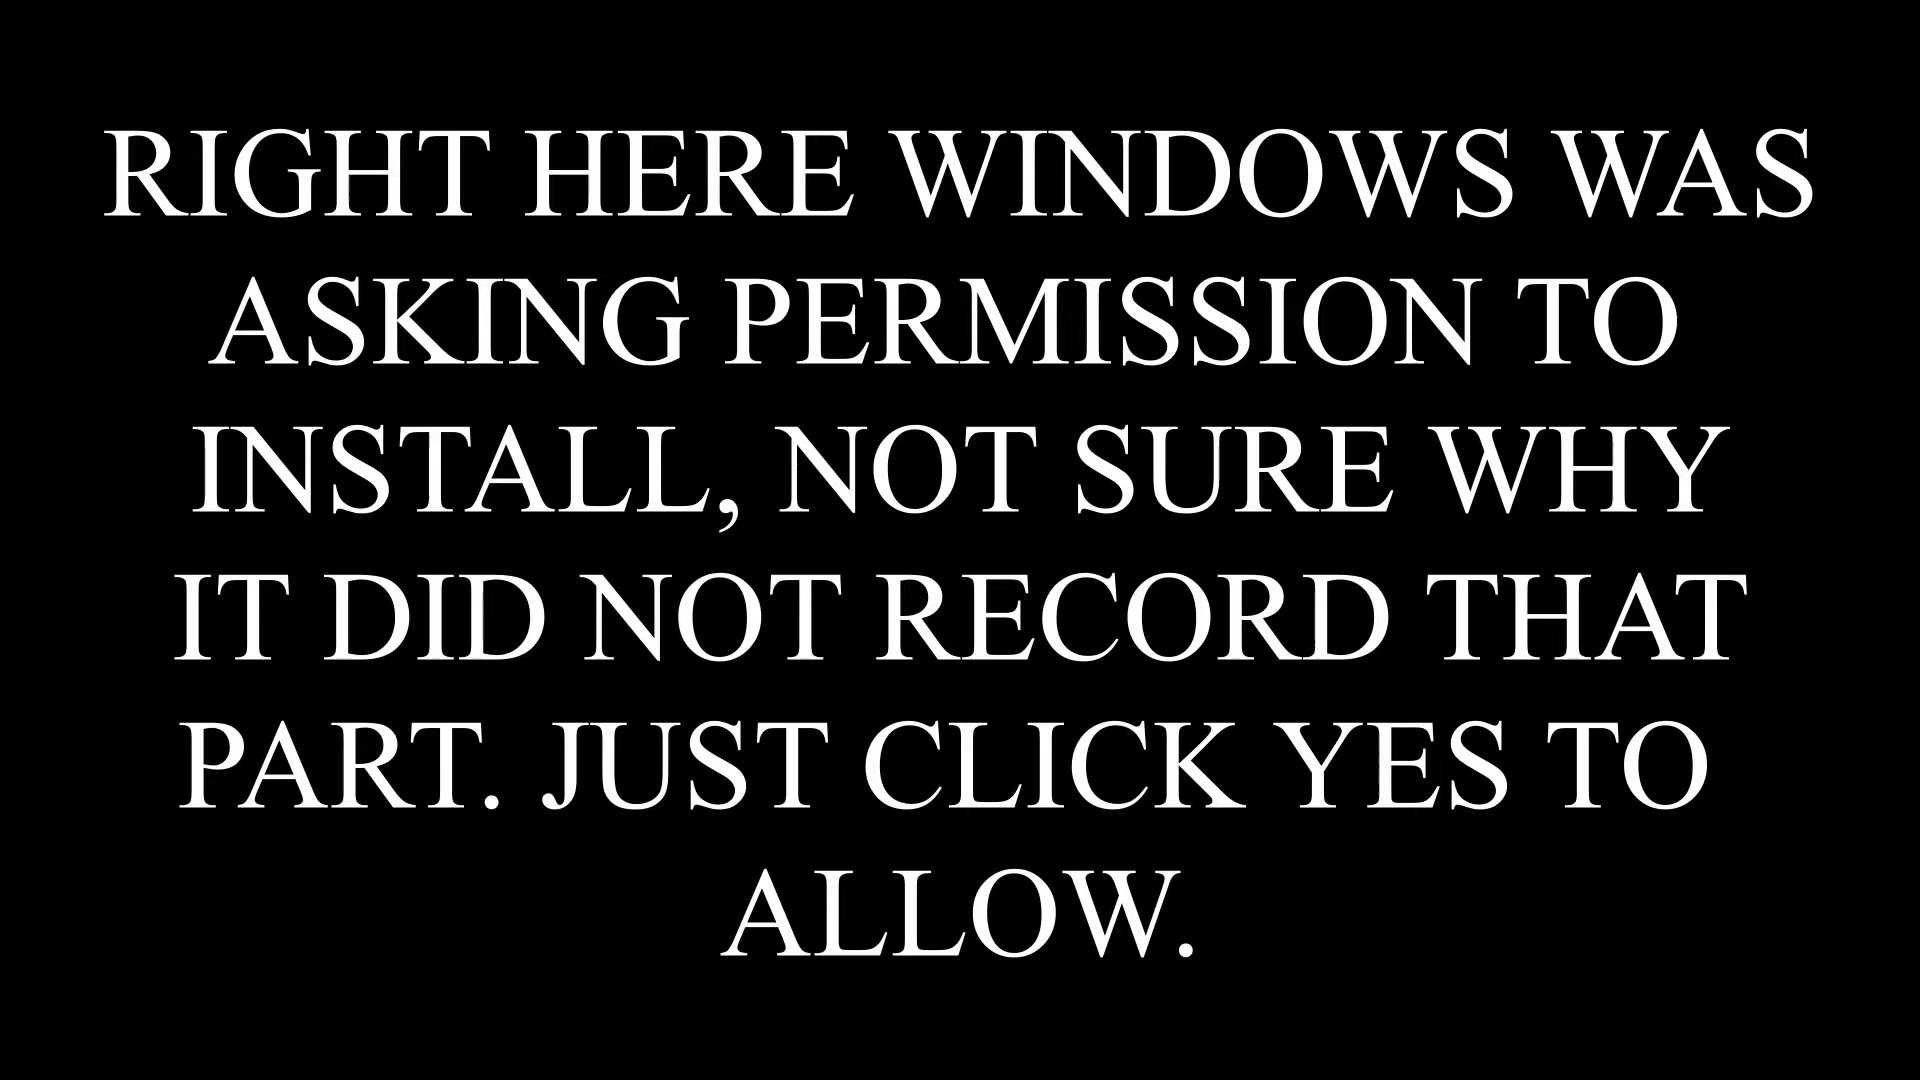 RIGHT HERE WINDOWS WAS
ASKING PERMISSION TO
INSTALL, NOT SURE WHY
IT DID NOT RECORD THAT
PART. JUST CLICK YES TO
ALLOW.